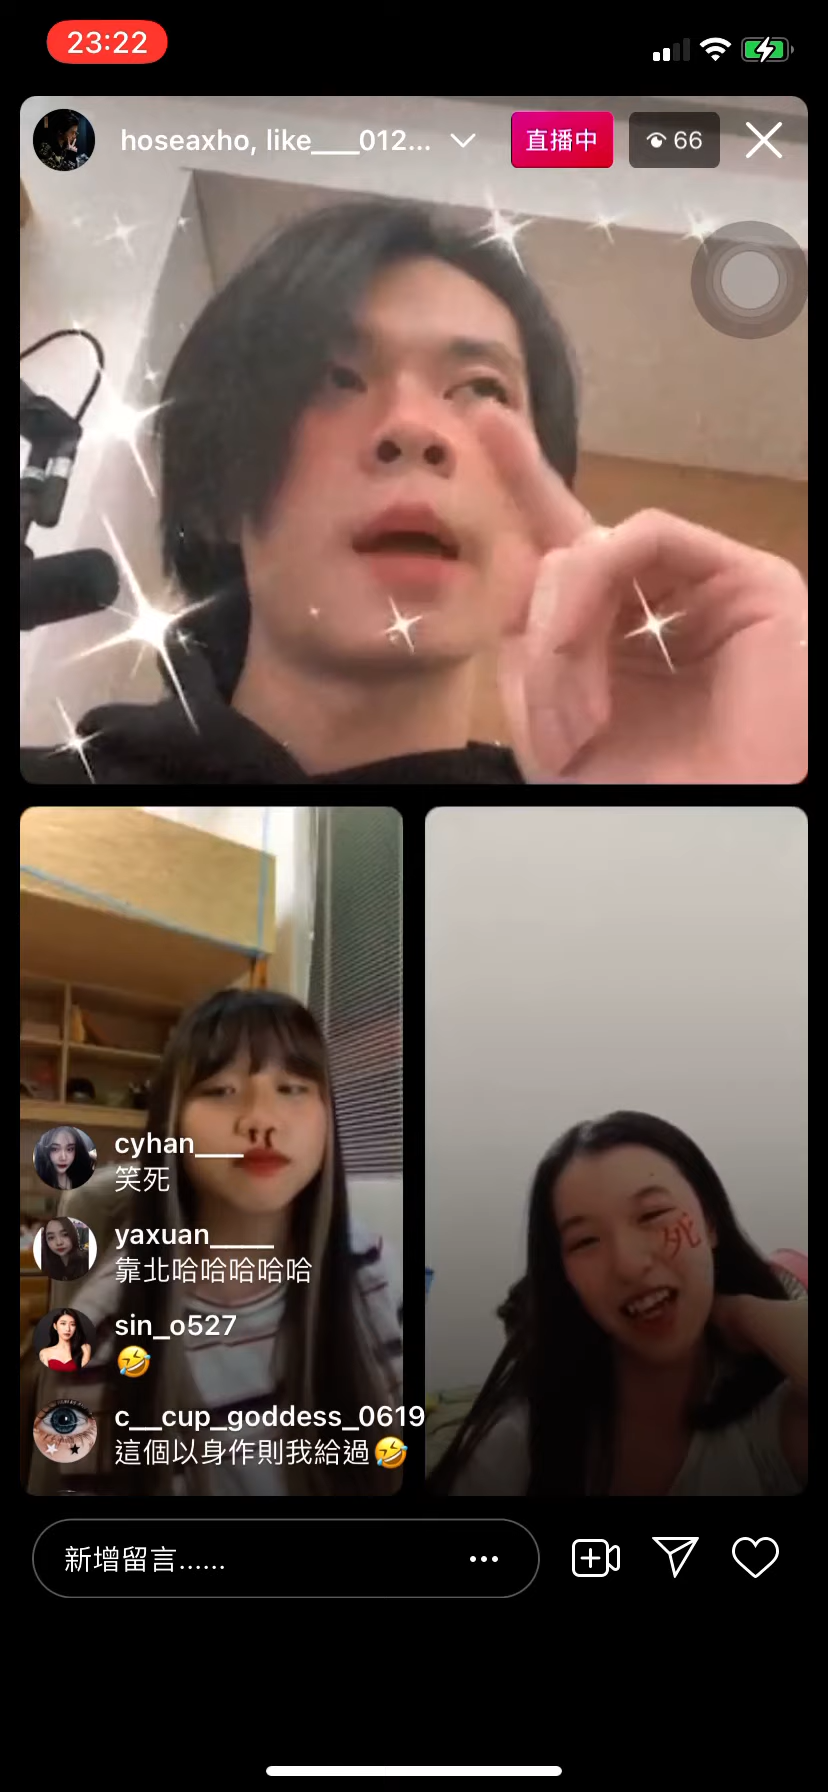 23:22
hoseaxho, like___012...
直播中
66
死
cyhan___
笑死
yaxuan____
靠北哈哈哈哈哈
sin_o527
🤣
c__cup_goddess_0619
這個以身作則我給過🤣
新增留言......